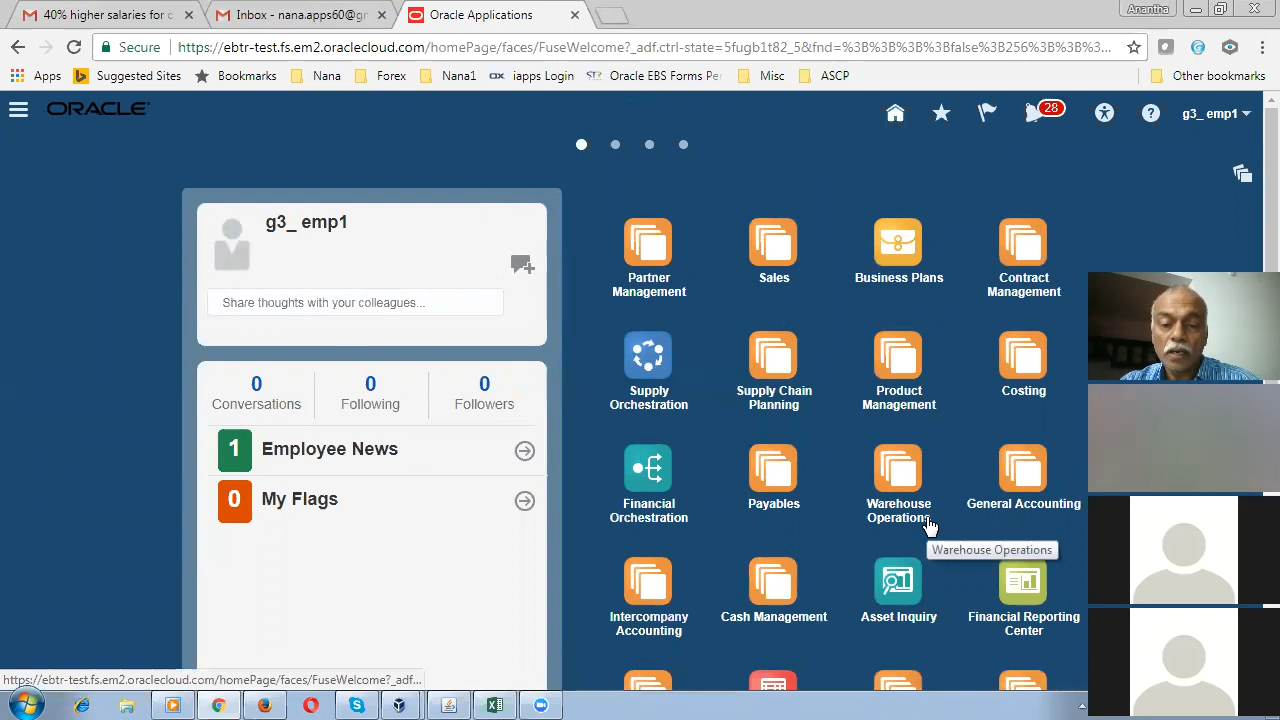 40% higher salaries for c
Inbox - nana.apps60@gr
Oracle Applications
Anantha
Secure
https://ebtr-test.fs.em2.oraclecloud.com/homePage/faces/FuseWelcome?_adf.ctrl-state=5fugb1t82_5&fnd=%3B%3B%3B%3Bfalse%3B256%3B%3B%3...
Apps
Suggested Sites
Bookmarks
Nana
Forex
Nana1
iapps Login
Oracle EBS Forms Pe
Misc
ASCP
Other bookmarks
ORACLE
28
g3_ emp1
g3_ emp1
Share thoughts with your colleagues...
0
Conversations
0
Following
0
Followers
1
Employee News
0
My Flags
Partner
Management
Sales
Business Plans
Contract
Management
Supply
Orchestration
Supply Chain
Planning
Product
Management
Costing
Financial
Orchestration
Payables
Warehouse
Operations
General Accounting
Warehouse Operations
Intercompany
Accounting
Cash Management
Asset Inquiry
Financial Reporting
Center
https://ebtr-test.fs.em2.oraclecloud.com/homePage/faces/FuseWelcome?_adf...